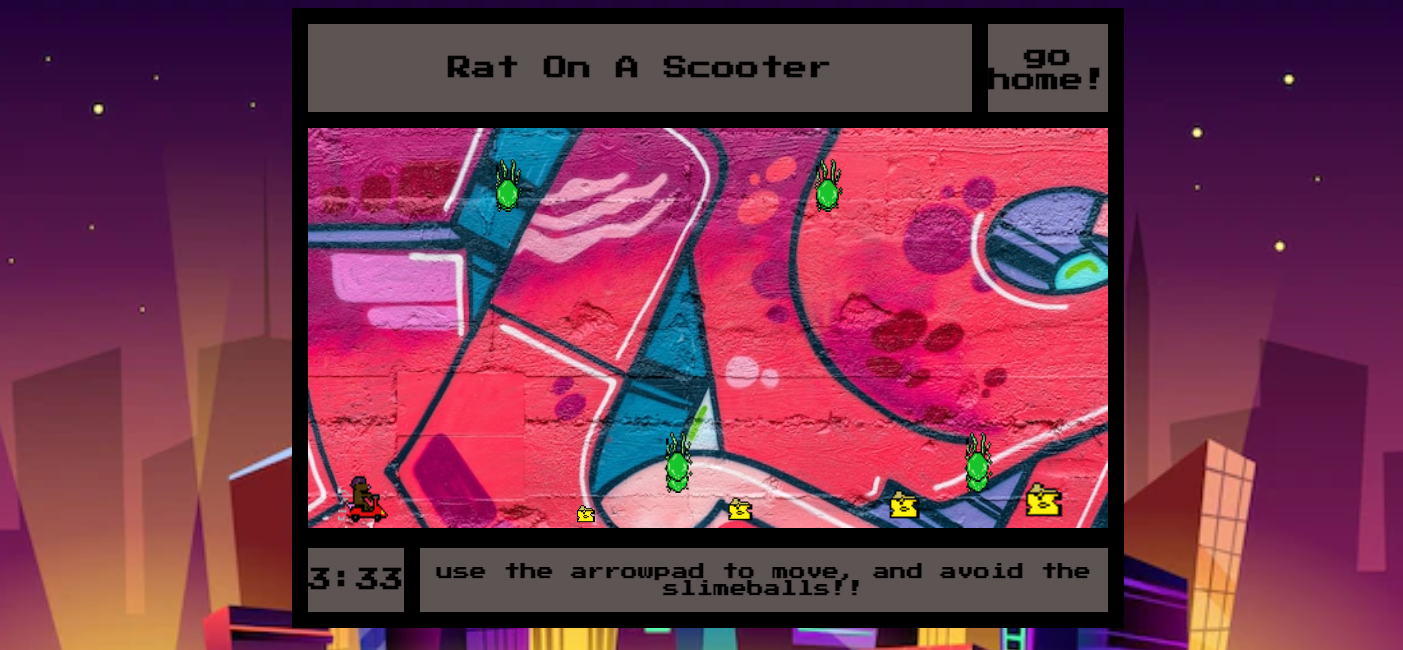 Rat On A Scooter
go
home!
3:33
use the arrowpad to move, and avoid the
slimeballs!!